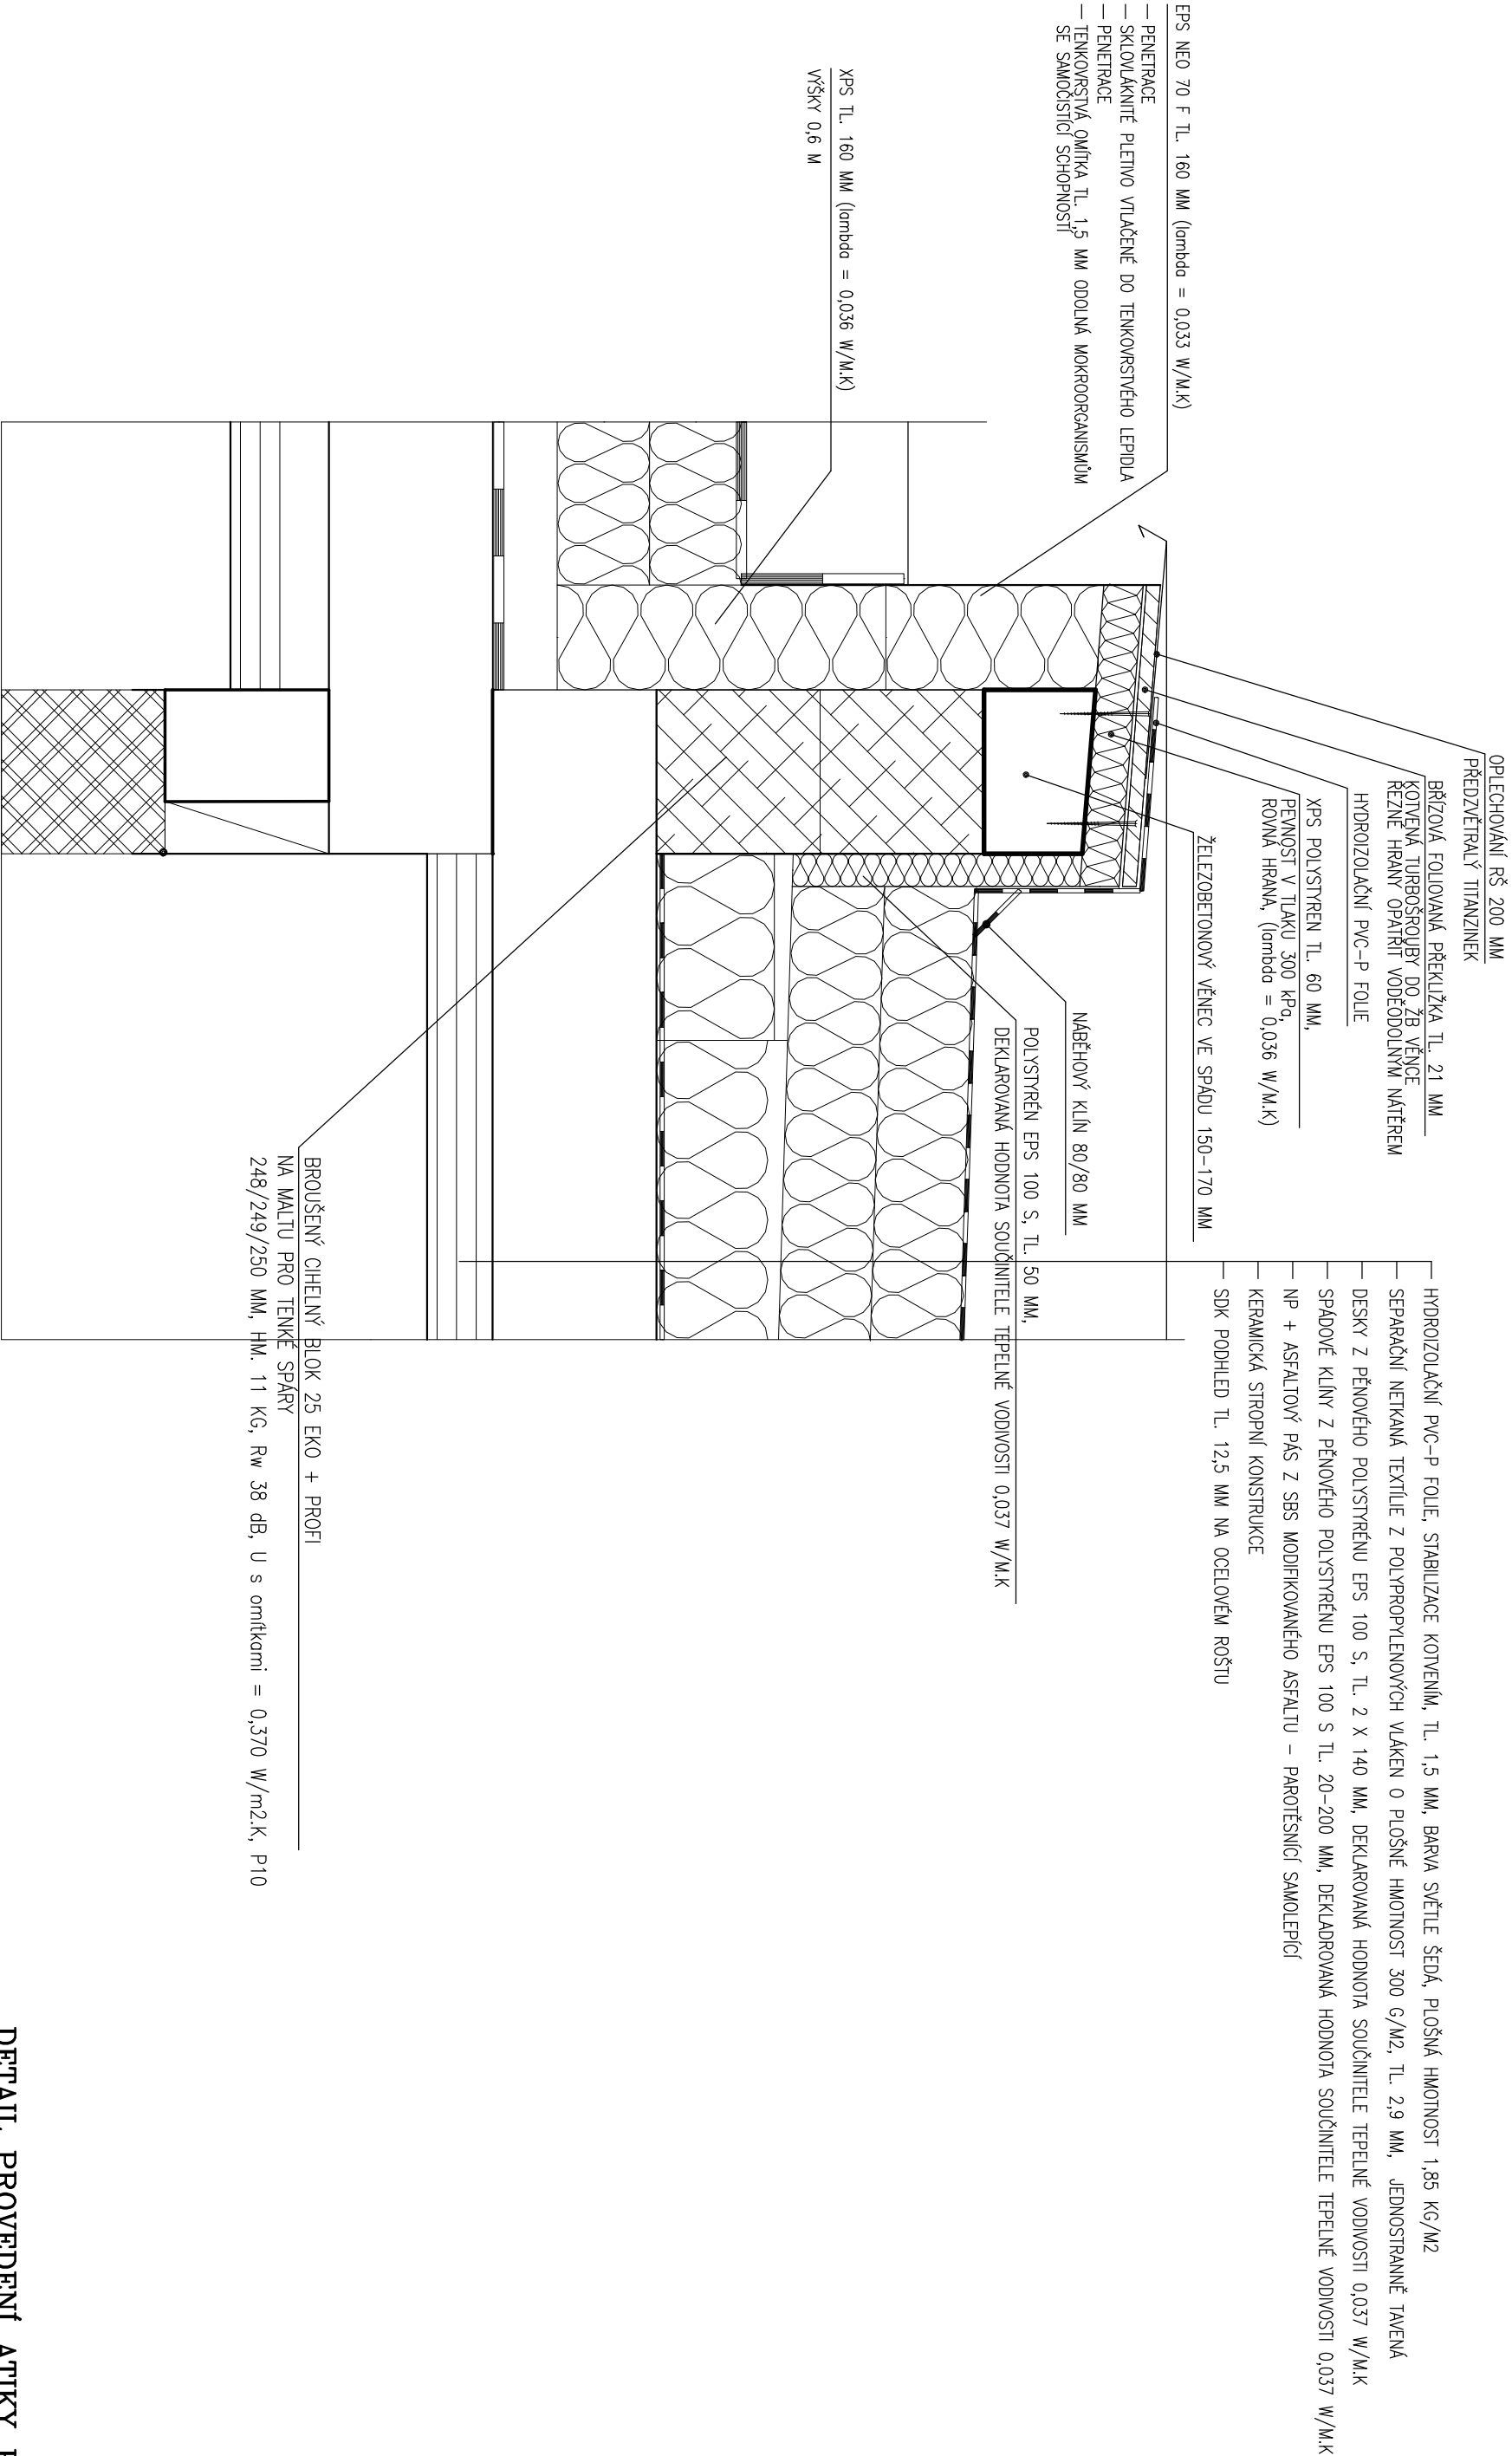 OPLECHOVÁNÍ RŠ 200 MM
PŘEDZVĚTRALÝ TITANZINEK
BŘÍZOVÁ FOLIOVANÁ PŘEKLIŽKA TL. 21 MM
KOTVENÁ TURBOŠROUBY DO ŽB VĚNCE
ŘEZNÉ HRANY OPATŘIT VODĚODOLNÝM NÁTĚREM
HYDROIZOLAČNÍ PVC-P FOLIE
XPS POLYSTYREN TL. 60 MM,
PEVNOST V TLAKU 300 kPa,
ROVNÁ HRANA, (lambda = 0,036 W/M.K)
ŽELEZOBETONOVÝ VĚNEC VE SPÁDU 150-170 MM
NÁBĚHOVÝ KLÍN 80/80 MM
POLYSTYRÉN EPS 100 S, TL. 50 MM,
DEKLAROVANÁ HODNOTA SOUČINITELE TEPELNÉ VODIVOSTI 0,037 W/M.K
EPS NEO 70 F TL. 160 MM (lambda = 0,033 W/M.K)
— PENETRACE
— SKLOVLÁKNITÉ PLETIVO VTLAČENÉ DO TENKOVRSTVÉHO LEPIDLA
— PENETRACE
— TENKOVRSTVÁ OMÍTKA TL. 1,5 MM ODOLNÁ MOKROORGANISMŮM
SE SAMOČISTÍCÍ SCHOPNOSTÍ
XPS TL. 160 MM (lambda = 0,036 W/M.K)
VÝŠKY 0,6 M
HYDROIZOLAČNÍ PVC-P FOLIE, STABILIZACE KOTVENÍM, TL. 1,5 MM, BARVA SVĚTLE ŠEDÁ, PLOŠNÁ HMOTNOST 1,85 KG/M2
SEPARAČNÍ NETKANÁ TEXTÍLIE Z POLYPROPYLENOVÝCH VLÁKEN O PLOŠNÉ HMOTNOST 300 G/M2, TL. 2,9 MM, JEDNOSTRANNĚ TAVENÁ
DESKY Z PĚNOVÉHO POLYSTYRÉNU EPS 100 S, TL. 2 X 140 MM, DEKLAROVANÁ HODNOTA SOUČINITELE TEPELNÉ VODIVOSTI 0,037 W/M.K
SPÁDOVÉ KLÍNY Z PĚNOVÉHO POLYSTYRÉNU EPS 100 S TL. 20-200 MM, DEKLADROVANÁ HODNOTA SOUČINITELE TEPELNÉ VODIVOSTI 0,037 W/M.K
NP + ASFALTOVÝ PÁS Z SBS MODIFIKOVANÉHO ASFALTU - PAROTĚSNÍCÍ SAMOLEPÍCÍ
KERAMICKÁ STROPNÍ KONSTRUKCE
SDK PODHLED TL. 12,5 MM NA OCELOVÉM ROŠTU
BROUŠENÝ CIHELNÝ BLOK 25 EKO + PROFI
NA MALTU PRO TENKÉ SPÁRY
248/249/250 MM, HM. 11 KG, Rw 38 dB, U s omítkami = 0,370 W/m2.K, P10
DETAIL PROVEDENÍ ATIKY